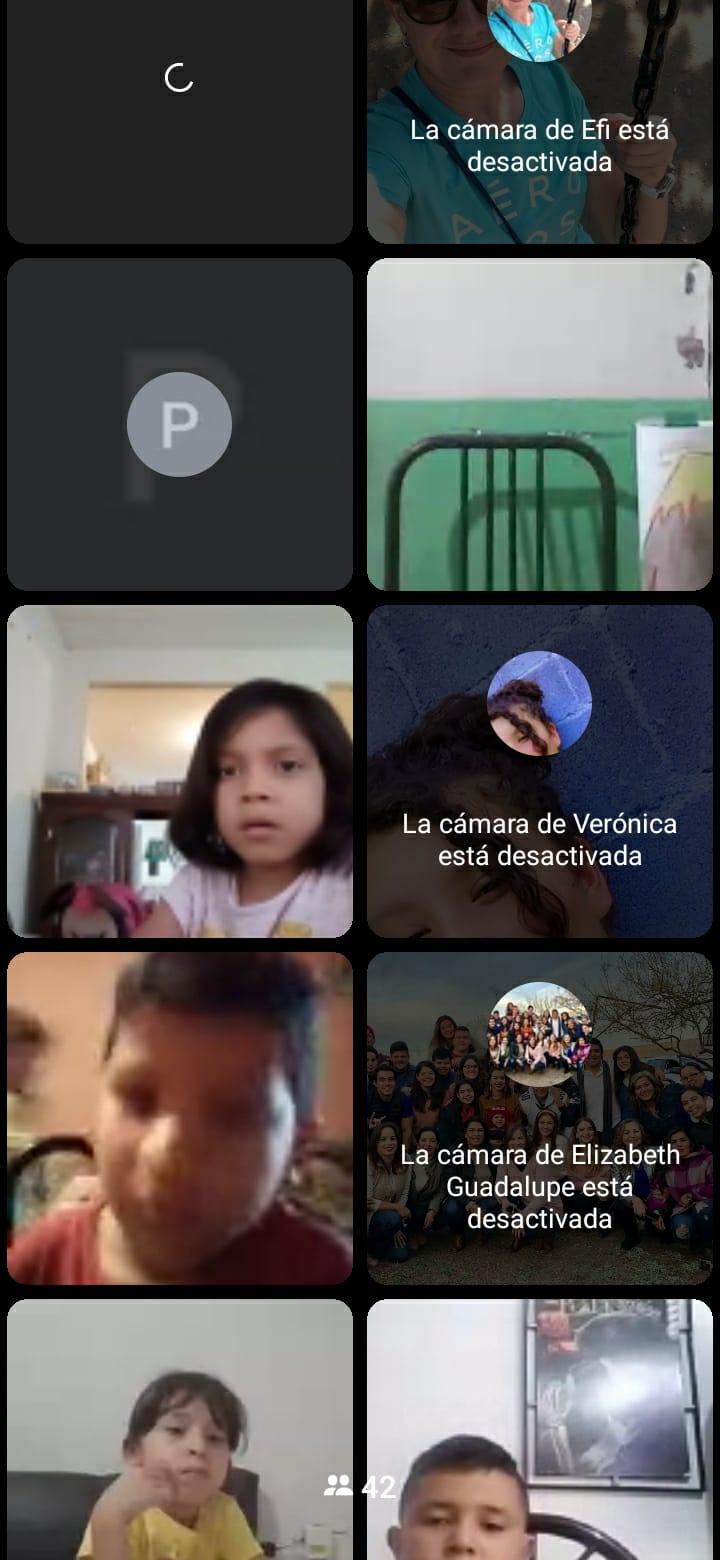 La cámara de Efi está
desactivada
P
La cámara de Verónica
está desactivada
La cámara de Elizabeth
Guadalupe está
desactivada
42